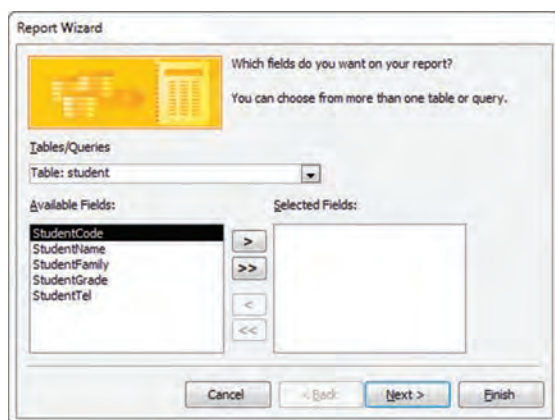 Report Wizard
Which fields do you want on your report?
You can choose from more than one table or query.
Tables/Queries
Table: student
Available Fields:
Selected Fields:
StudentCode
StudentName
StudentFamily
StudentGrade
StudentTel
>
>>
<
<<
Cancel
< Back
Next >
Finish